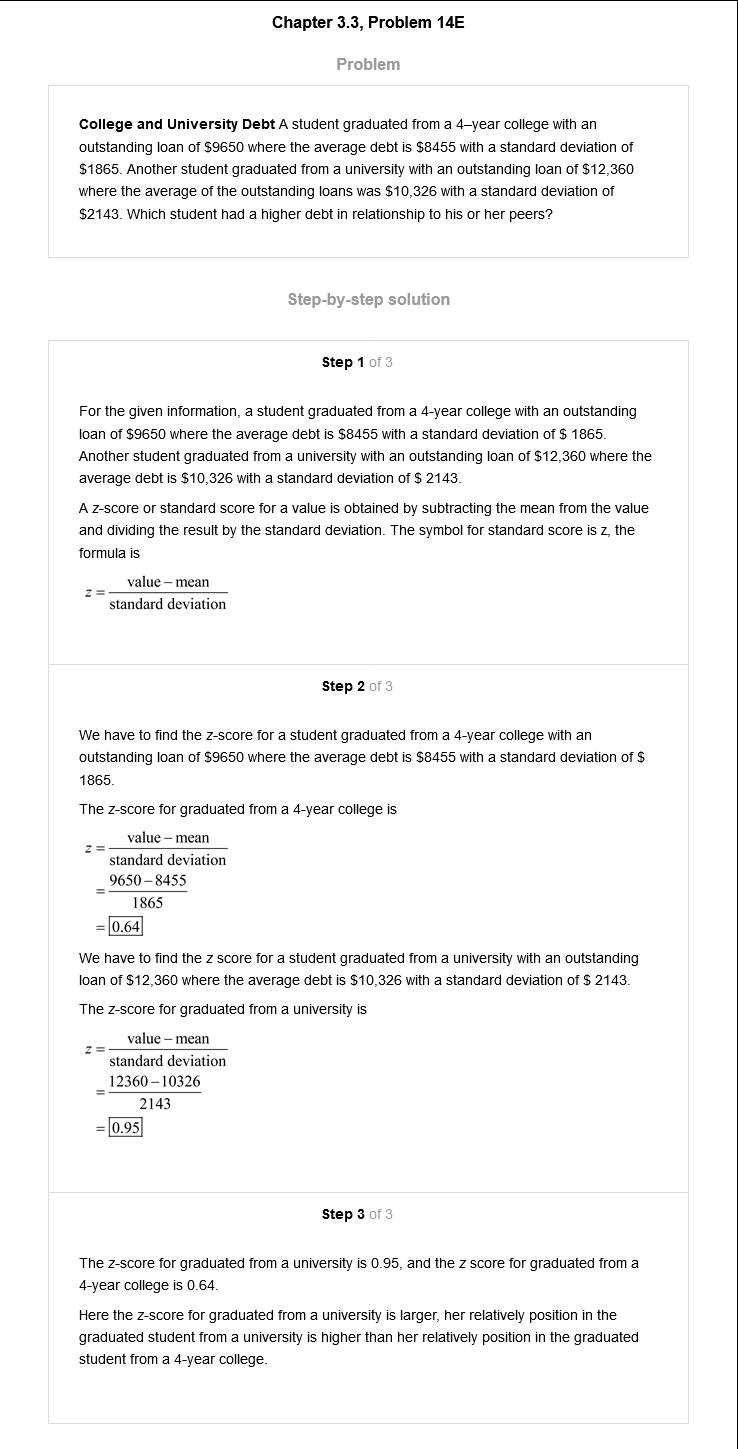 Chapter 3.3, Problem 14E
Problem
College and University Debt A student graduated from a 4–year college with an
outstanding loan of $9650 where the average debt is $8455 with a standard deviation of
$1865. Another student graduated from a university with an outstanding loan of $12,360
where the average of the outstanding loans was $10,326 with a standard deviation of
$2143. Which student had a higher debt in relationship to his or her peers?
Step-by-step solution
Step 1 of 3
For the given information, a student graduated from a 4-year college with an outstanding
loan of $9650 where the average debt is $8455 with a standard deviation of $ 1865.
Another student graduated from a university with an outstanding loan of $12,360 where the
average debt is $10,326 with a standard deviation of $ 2143.
A z-score or standard score for a value is obtained by subtracting the mean from the value
and dividing the result by the standard deviation. The symbol for standard score is z, the
formula is
value – mean
z =
standard deviation
Step 2 of 3
We have to find the z-score for a student graduated from a 4-year college with an
outstanding loan of $9650 where the average debt is $8455 with a standard deviation of $
1865.
The z-score for graduated from a 4-year college is
value – mean
z =
standard deviation
9650 – 8455
=
1865
= 0.64
We have to find the z score for a student graduated from a university with an outstanding
loan of $12,360 where the average debt is $10,326 with a standard deviation of $ 2143.
The z-score for graduated from a university is
value – mean
z =
standard deviation
12360 – 10326
=
2143
= 0.95
Step 3 of 3
The z-score for graduated from a university is 0.95, and the z score for graduated from a
4-year college is 0.64.
Here the z-score for graduated from a university is larger, her relatively position in the
graduated student from a university is higher than her relatively position in the graduated
student from a 4-year college.